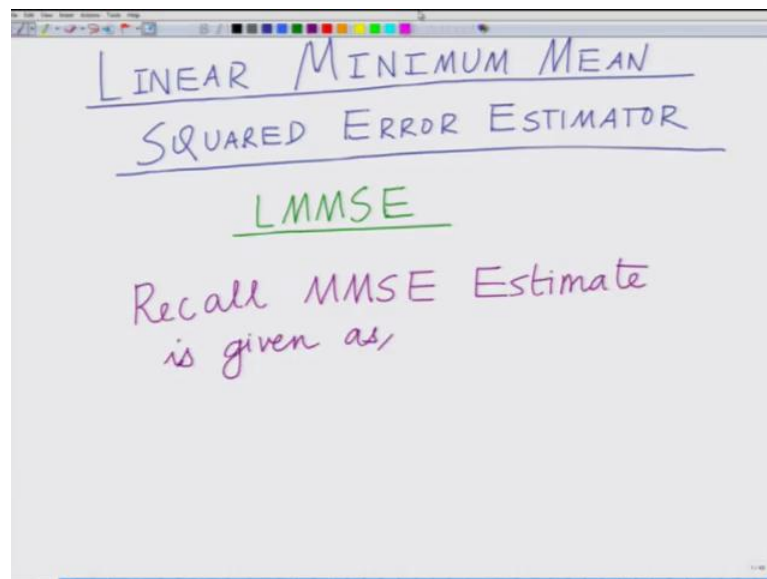 LINEAR MINIMUM MEAN
SQUARED ERROR ESTIMATOR
LMMSE
Recall MMSE Estimate
is given as,